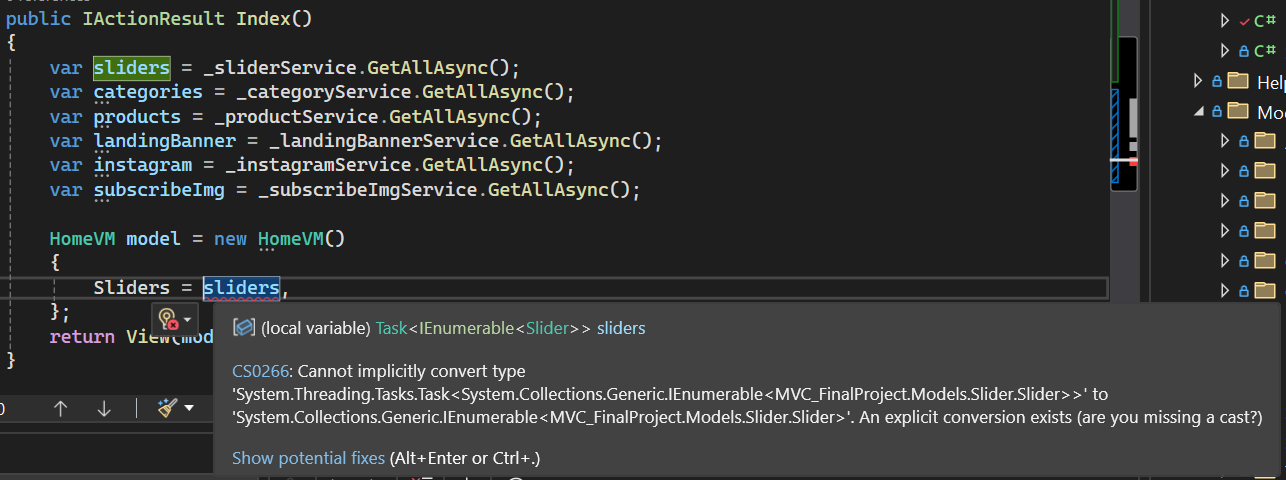 public IActionResult Index()
{
var sliders = _sliderService.GetAllAsync();
var categories = _categoryService.GetAllAsync();
var products = _productService.GetAllAsync();
var landingBanner = _landingBannerService.GetAllAsync();
var instagram = _instagramService.GetAllAsync();
var subscribeImg = _subscribeImgService.GetAllAsync();
HomeVM model = new HomeVM()
{
Sliders = sliders,
};
return View(mod
}
(local variable) Task<IEnumerable<Slider>> sliders
CS0266: Cannot implicitly convert type
'System.Threading.Tasks.Task<System.Collections.Generic.IEnumerable<MVC_FinalProject.Models.Slider.Slider>>' to
'System.Collections.Generic.IEnumerable<MVC_FinalProject.Models.Slider.Slider>'. An explicit conversion exists (are you missing a cast?)
Show potential fixes (Alt+Enter or Ctrl+.)
0
C#
C#
Help
Mod